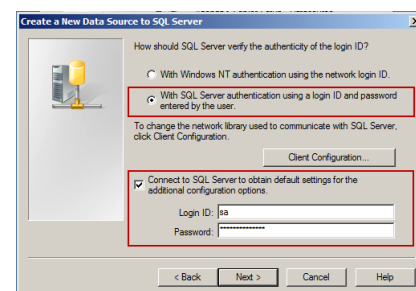 Create a New Data Source to SQL Server
How should SQL Server verify the authenticity of the login ID?
With Windows NT authentication using the network login ID.
With SQL Server authentication using a login ID and password
entered by the user.
To change the network library used to communicate with SQL Server,
click Client Configuration.
Client Configuration...
Connect to SQL Server to obtain default settings for the
additional configuration options.
Login ID: sa
Password: **************
< Back Next > Cancel Help